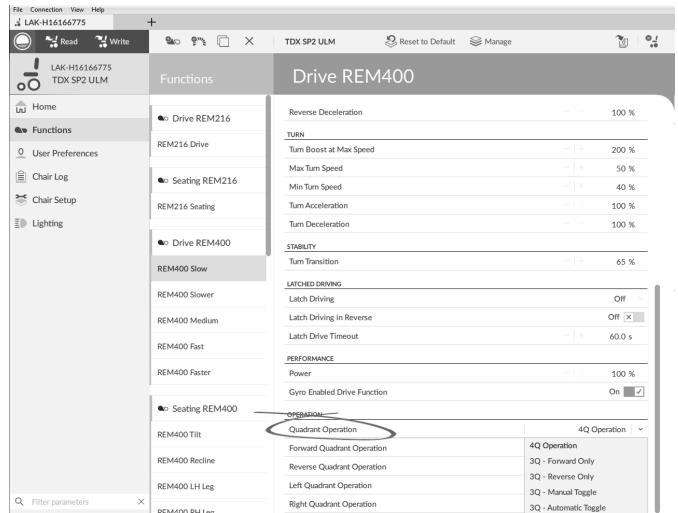 File Connection View Help
LAK-H16166775 +
Read Write TDX SP2 ULM Reset to Default Manage
LAK-H16166775
TDX SP2 ULM
Home
Functions
User Preferences
Chair Log
Chair Setup
Lighting
Filter parameters
Functions
Drive REM216
REM216 Drive
Seating REM216
REM216 Seating
Drive REM400
REM400 Slow
REM400 Slower
REM400 Medium
REM400 Fast
REM400 Faster
Seating REM400
REM400 Tilt
REM400 Recline
REM400 LH Leg
REM400 RH Leg
Drive REM400
Reverse Deceleration 100 %
TURN
Turn Boost at Max Speed 200 %
Max Turn Speed 50 %
Min Turn Speed 40 %
Turn Acceleration 100 %
Turn Deceleration 100 %
STABILITY
Turn Transition 65 %
LATCHED DRIVING
Latch Driving Off
Latch Driving in Reverse Off
Latch Drive Timeout 60.0 s
PERFORMANCE
Power 100 %
Gyro Enabled Drive Function On
OPERATION
Quadrant Operation 4Q Operation
Forward Quadrant Operation
Reverse Quadrant Operation
Left Quadrant Operation
Right Quadrant Operation
4Q Operation
3Q - Forward Only
3Q - Reverse Only
3Q - Manual Toggle
3Q - Automatic Toggle